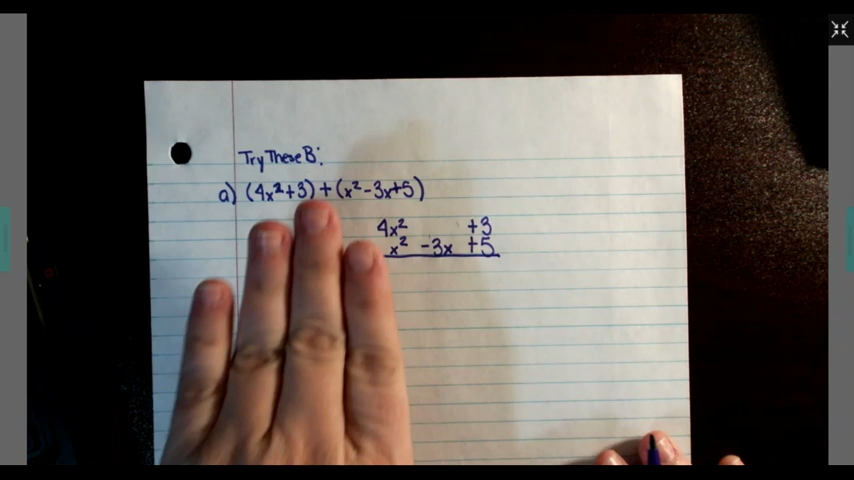 Try These B:
a) (4x²+3) + (x²-3x+5)
4x² +3
x² -3x +5